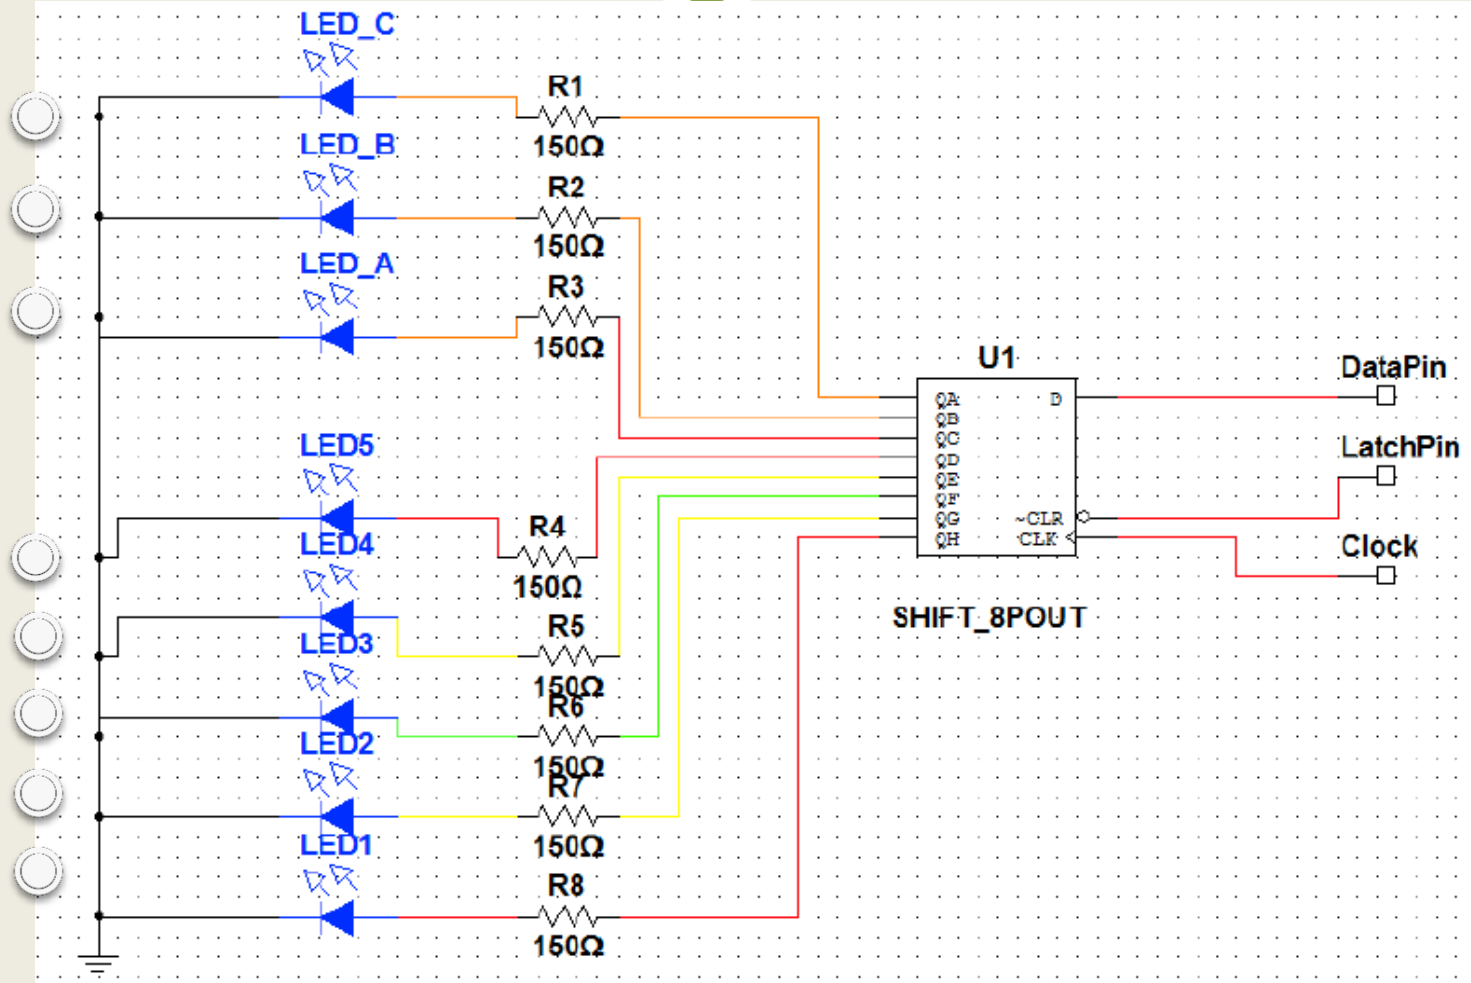 LED_C
R1
150Ω
LED_B
R2
150Ω
LED_A
R3
150Ω
U1
QA
QB
QC
QD
QE
QF
QG
QH
D
~CLR
CLK
SHIFT_8POUT
DataPin
LatchPin
Clock
LED5
R4
150Ω
LED4
R5
150Ω
LED3
R6
150Ω
LED2
R7
150Ω
LED1
R8
150Ω